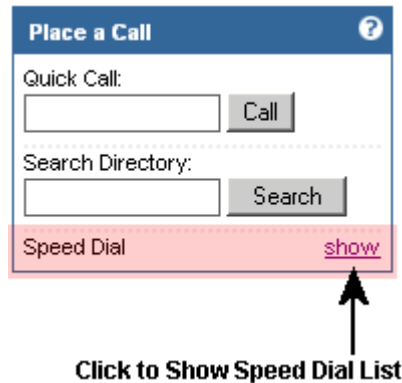 Place a Call ?
Quick Call:
Call
Search Directory:
Search
Speed Dial show
Click to Show Speed Dial List